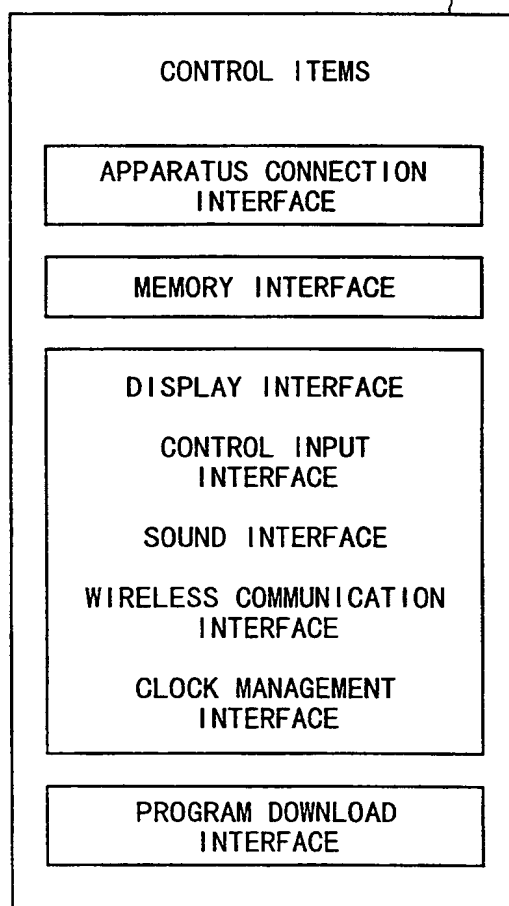 CONTROL ITEMS
APPARATUS CONNECTION
INTERFACE
MEMORY INTERFACE
DISPLAY INTERFACE
CONTROL INPUT
INTERFACE
SOUND INTERFACE
WIRELESS COMMUNICATION
INTERFACE
CLOCK MANAGEMENT
INTERFACE
PROGRAM DOWNLOAD
INTERFACE